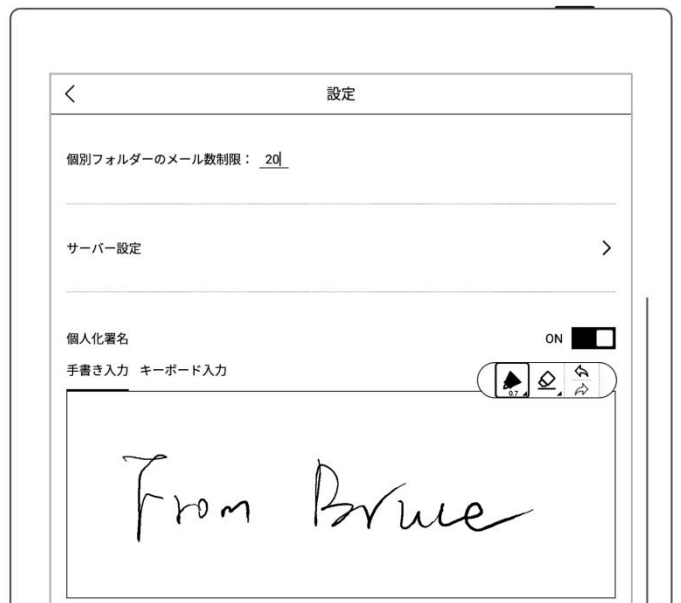 設定
個別フォルダーのメール数制限： 20
サーバー設定
個人化署名 ON
手書き入力 キーボード入力
0.7
From Bruce